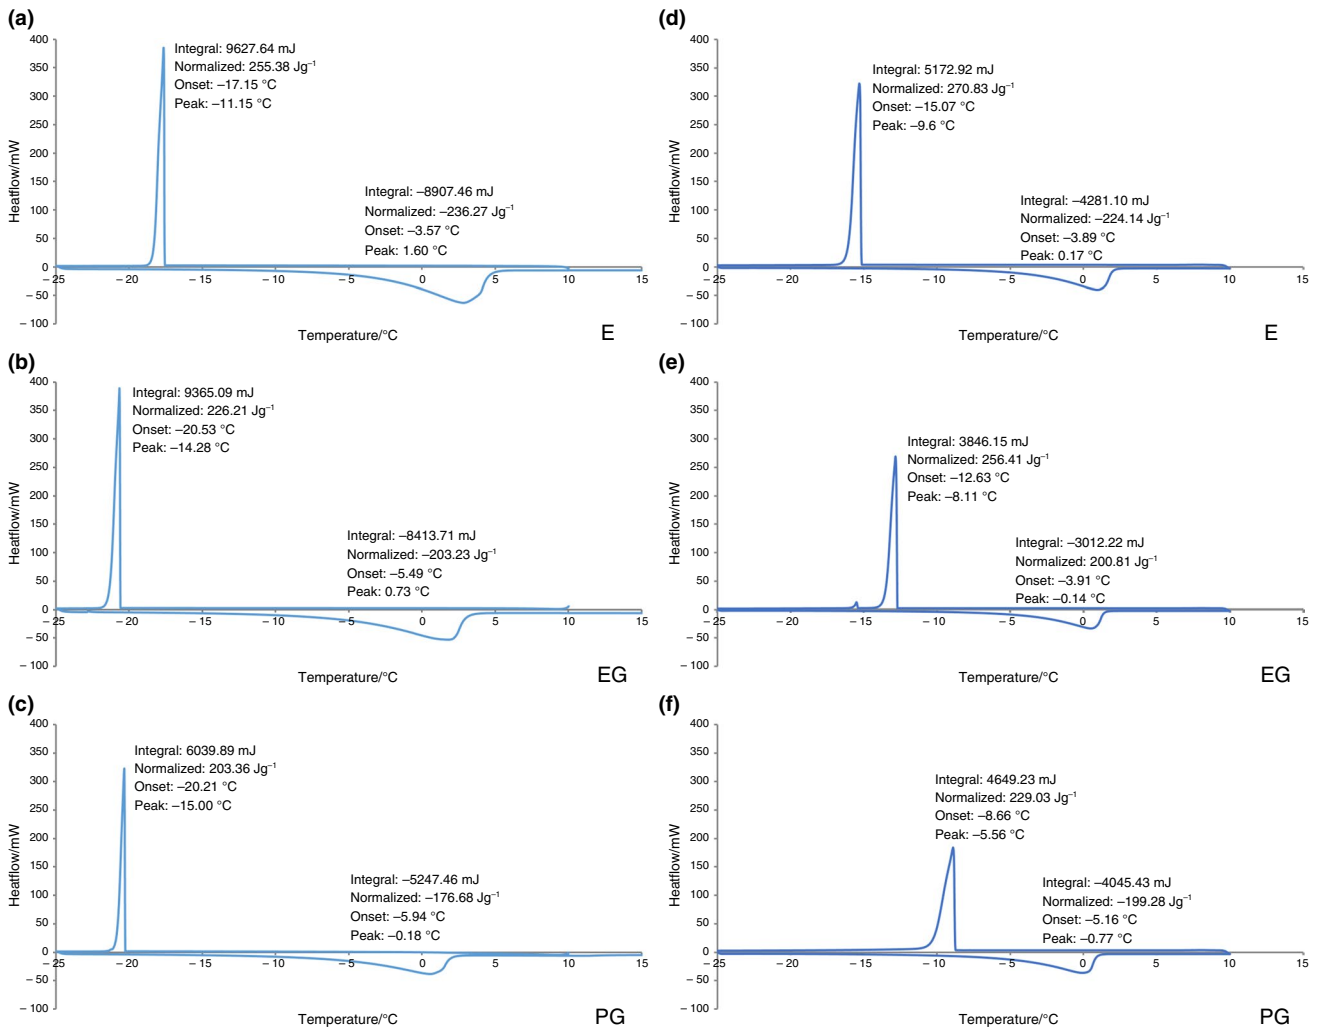 (a)
400
350
300
250
200
150
100
50
0
– 50
– 100
Heatflow/mW
Integral: 9627.64 mJ
Normalized: 255.38 Jg⁻¹
Onset: –17.15 °C
Peak: –11.15 °C
Integral: –8907.46 mJ
Normalized: –236.27 Jg⁻¹
Onset: –3.57 °C
Peak: 1.60 °C
– 25 – 20 – 15 – 10 – 5 0 5 10 15
Temperature/°C
E
(d)
400
350
300
250
200
150
100
50
0
– 50
– 100
Heatflow/mW
Integral: 5172.92 mJ
Normalized: 270.83 Jg⁻¹
Onset: –15.07 °C
Peak: –9.6 °C
Integral: –4281.10 mJ
Normalized: –224.14 Jg⁻¹
Onset: –3.89 °C
Peak: 0.17 °C
– 25 – 20 – 15 – 10 – 5 0 5 10 15
Temperature/°C
E
(b)
400
350
300
250
200
150
100
50
0
– 50
– 100
Heatflow/mW
Integral: 9365.09 mJ
Normalized: 226.21 Jg⁻¹
Onset: –20.53 °C
Peak: –14.28 °C
Integral: –8413.71 mJ
Normalized: –203.23 Jg⁻¹
Onset: –5.49 °C
Peak: 0.73 °C
– 25 – 20 – 15 – 10 – 5 0 5 10 15
Temperature/°C
EG
(e)
400
350
300
250
200
150
100
50
0
– 50
– 100
Heatflow/mW
Integral: 3846.15 mJ
Normalized: 256.41 Jg⁻¹
Onset: –12.63 °C
Peak: –8.11 °C
Integral: –3012.22 mJ
Normalized: 200.81 Jg⁻¹
Onset: –3.91 °C
Peak: –0.14 °C
– 25 – 20 – 15 – 10 – 5 0 5 10 15
Temperature/°C
EG
(c)
400
350
300
250
200
150
100
50
0
– 50
– 100
Heatflow/mW
Integral: 6039.89 mJ
Normalized: 203.36 Jg⁻¹
Onset: –20.21 °C
Peak: –15.00 °C
Integral: –5247.46 mJ
Normalized: –176.68 Jg⁻¹
Onset: –5.94 °C
Peak: –0.18 °C
– 25 – 20 – 15 – 10 – 5 0 5 10 15
Temperature/°C
PG
(f)
400
350
300
250
200
150
100
50
0
– 50
– 100
Heatflow/mW
Integral: 4649.23 mJ
Normalized: 229.03 Jg⁻¹
Onset: –8.66 °C
Peak: –5.56 °C
Integral: –4045.43 mJ
Normalized: –199.28 Jg⁻¹
Onset: –5.16 °C
Peak: –0.77 °C
– 25 – 20 – 15 – 10 – 5 0 5 10 15
Temperature/°C
PG